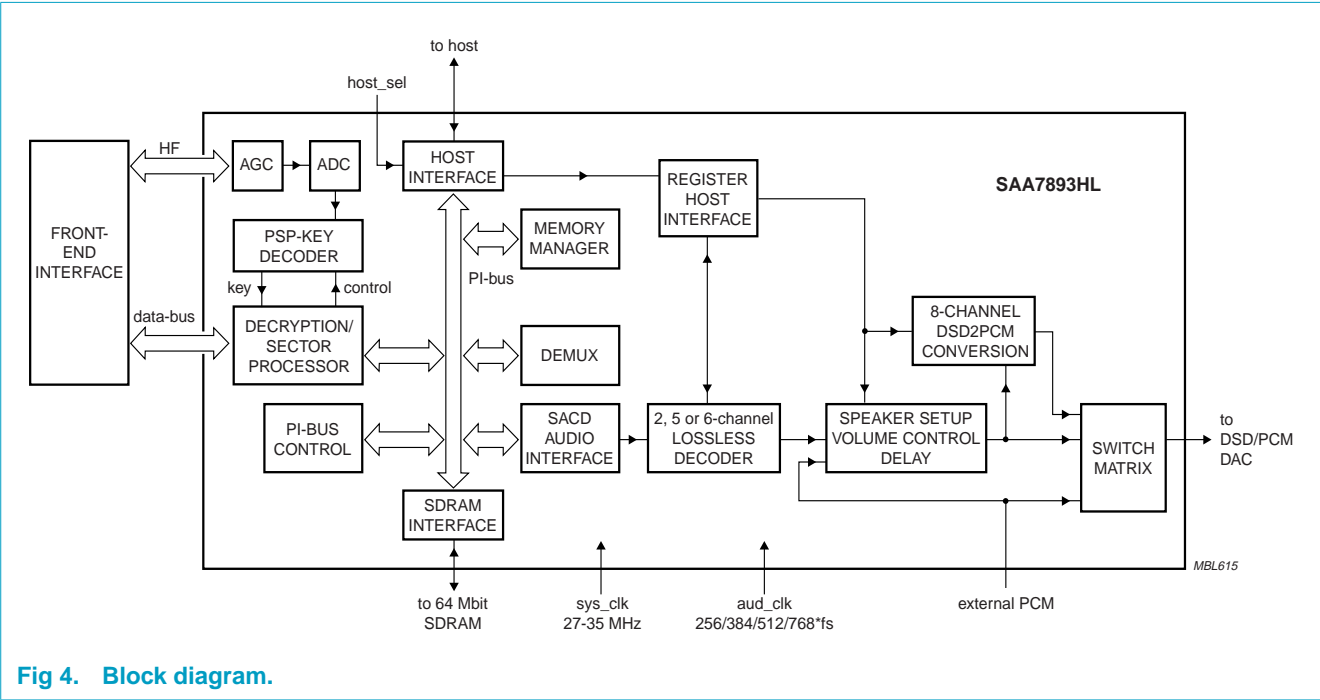 to host
host_sel
HF
AGC
ADC
HOST
INTERFACE
REGISTER
HOST
INTERFACE
SAA7893HL
FRONT-
END
INTERFACE
PSP-KEY
DECODER
MEMORY
MANAGER
PI-bus
key
control
data-bus
DECRYPTION/
SECTOR
PROCESSOR
DEMUX
8-CHANNEL
DSD2PCM
CONVERSION
PI-BUS
CONTROL
SACD
AUDIO
INTERFACE
2, 5 or 6-channel
LOSSLESS
DECODER
SPEAKER SETUP
VOLUME CONTROL
DELAY
SWITCH
MATRIX
to
DSD/PCM
DAC
SDRAM
INTERFACE
MBL615
to 64 Mbit
SDRAM
sys_clk
27-35 MHz
aud_clk
256/384/512/768*fs
external PCM
Fig 4. Block diagram.